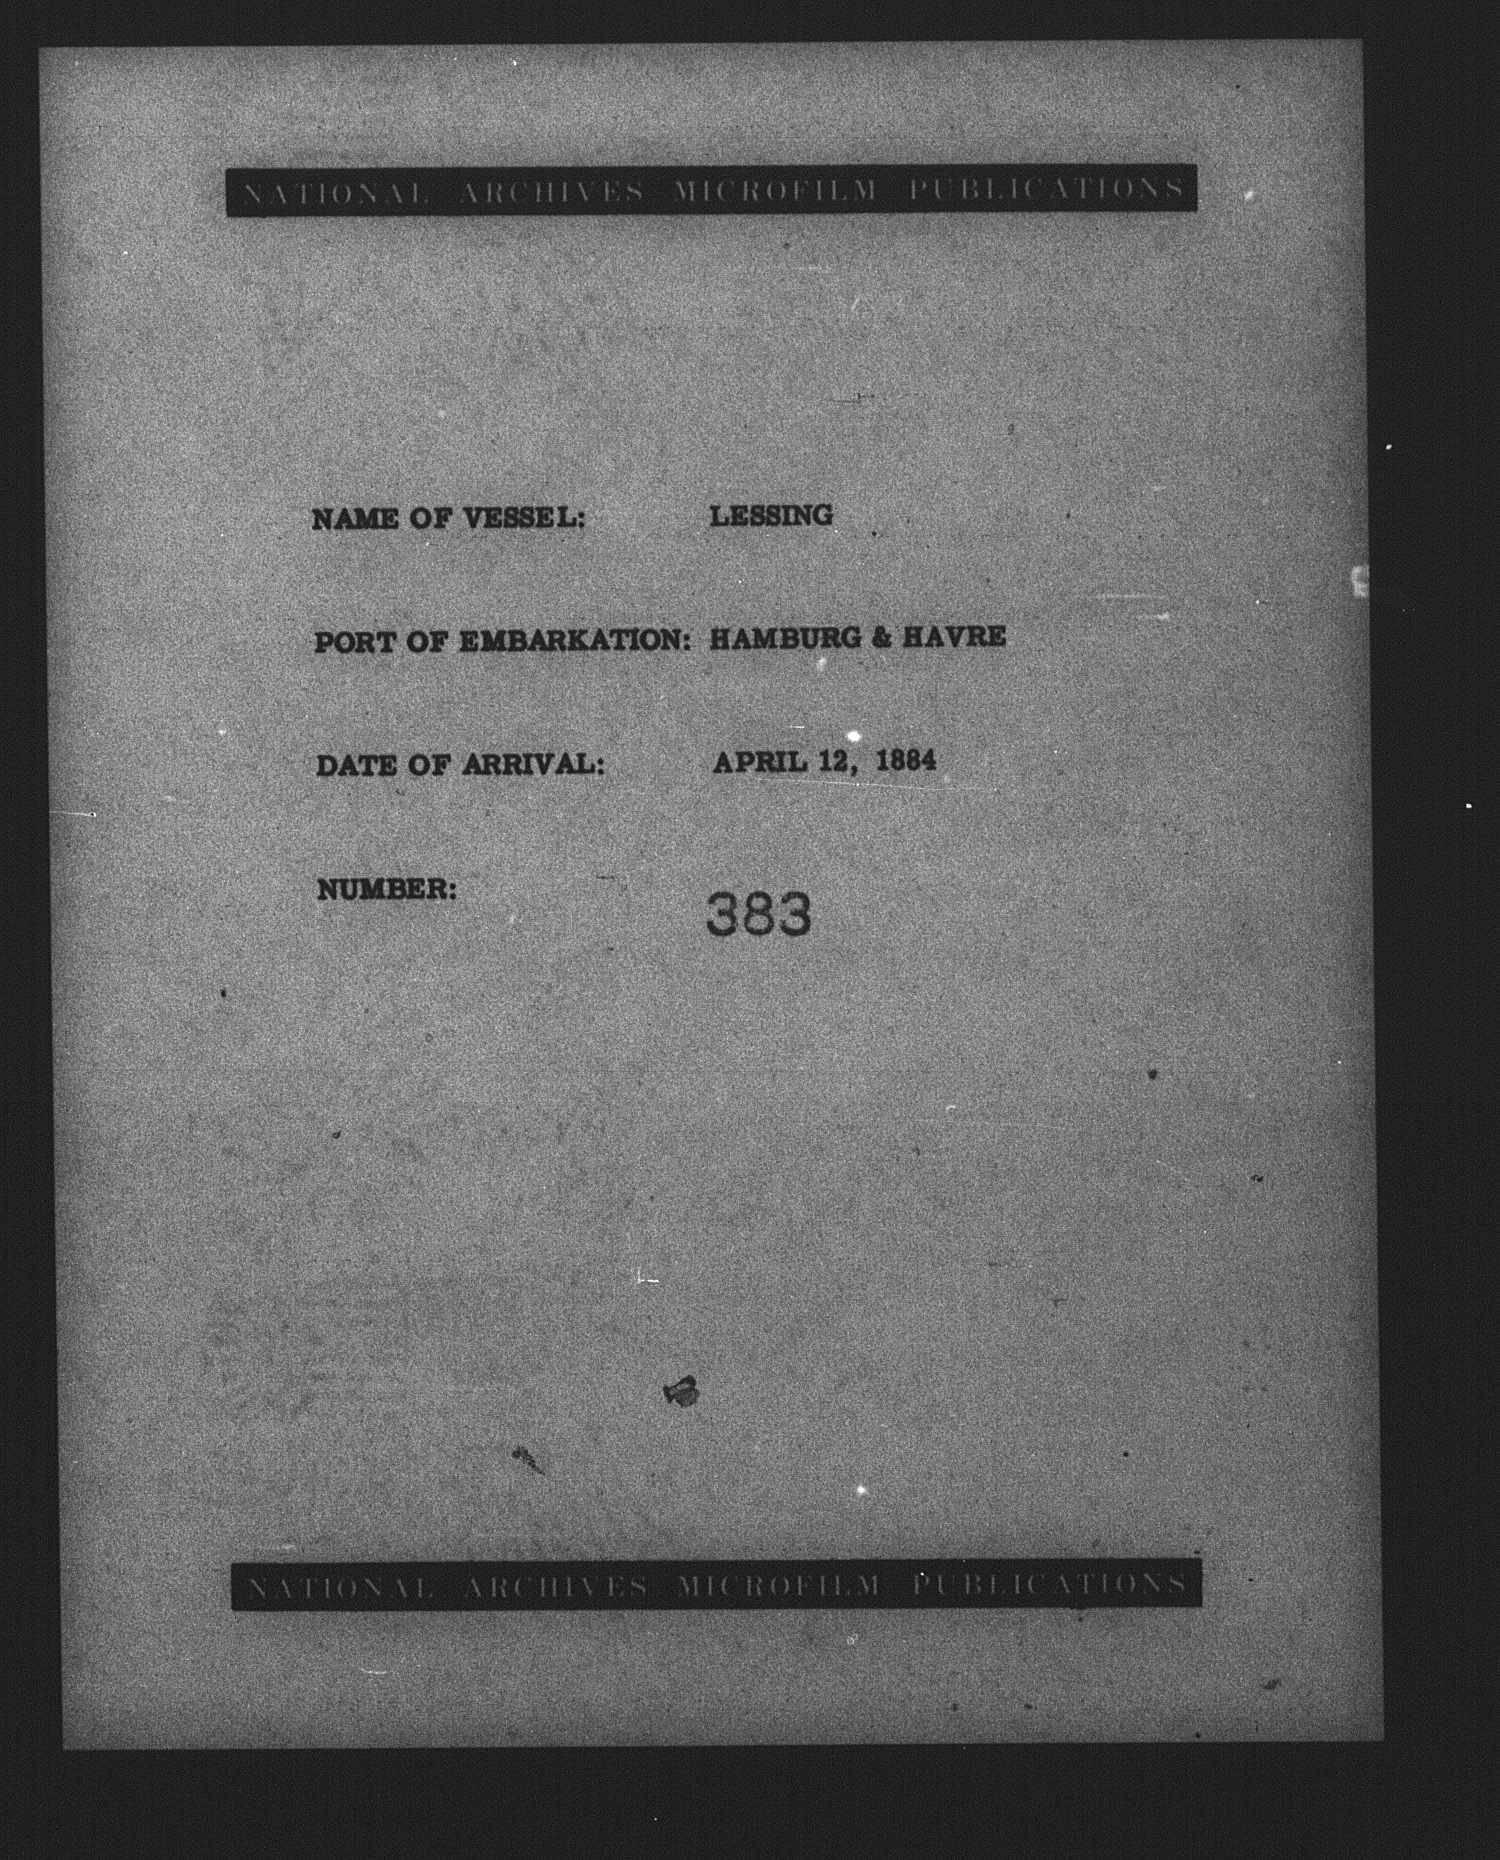 NATIONAL ARCHIVES MICROFILM PUBLICATIONS
NAME OF VESSEL: LESSING
PORT OF EMBARKATION: HAMBURG & HAVRE
DATE OF ARRIVAL: APRIL 12, 1884
NUMBER: 383
NATIONAL ARCHIVES MICROFILM PUBLICATIONS